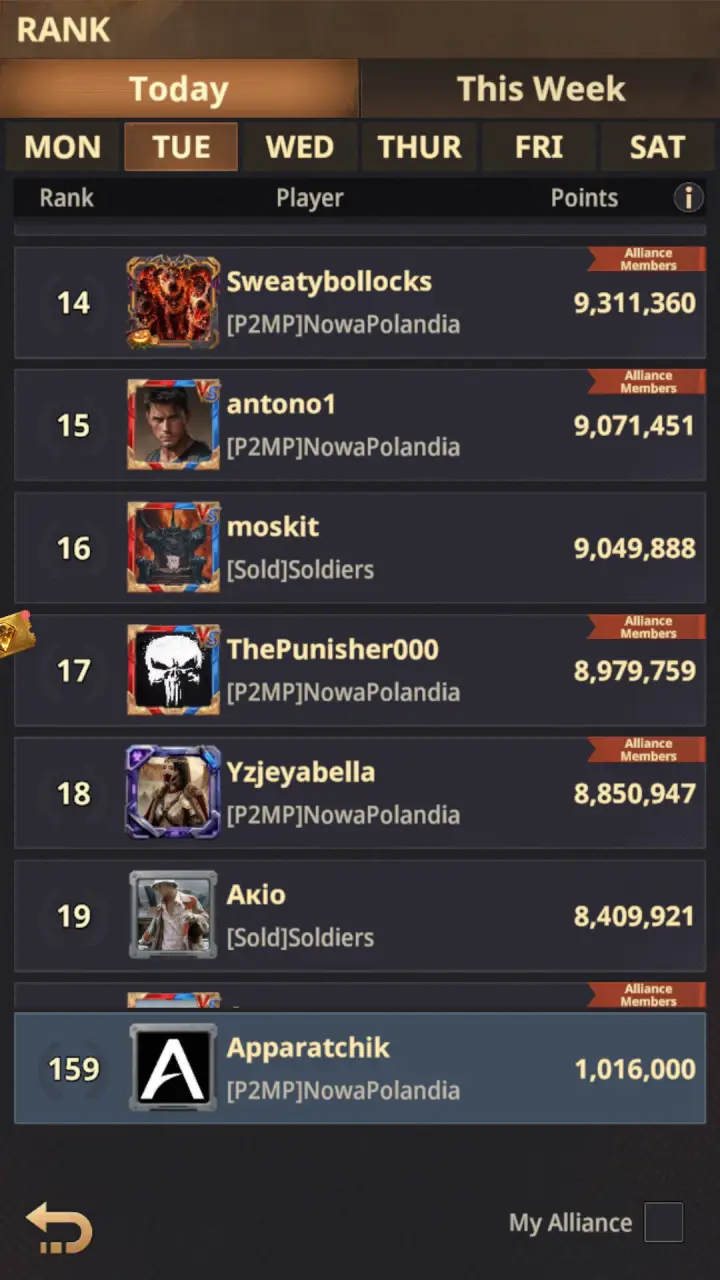 RANK
Today
This Week
MON
TUE
WED
THUR
FRI
SAT
Rank
Player
Points
Alliance
Members
14
Sweatybollocks
[P2MP]NowaPolandia
9,311,360
Alliance
Members
15
antono1
[P2MP]NowaPolandia
9,071,451
16
moskit
[Sold]Soldiers
9,049,888
Alliance
Members
17
ThePunisher000
[P2MP]NowaPolandia
8,979,759
Alliance
Members
18
Yzjeyabella
[P2MP]NowaPolandia
8,850,947
19
Акіо
[Sold]Soldiers
8,409,921
Alliance
Members
159
Apparatchik
[P2MP]NowaPolandia
1,016,000
My Alliance